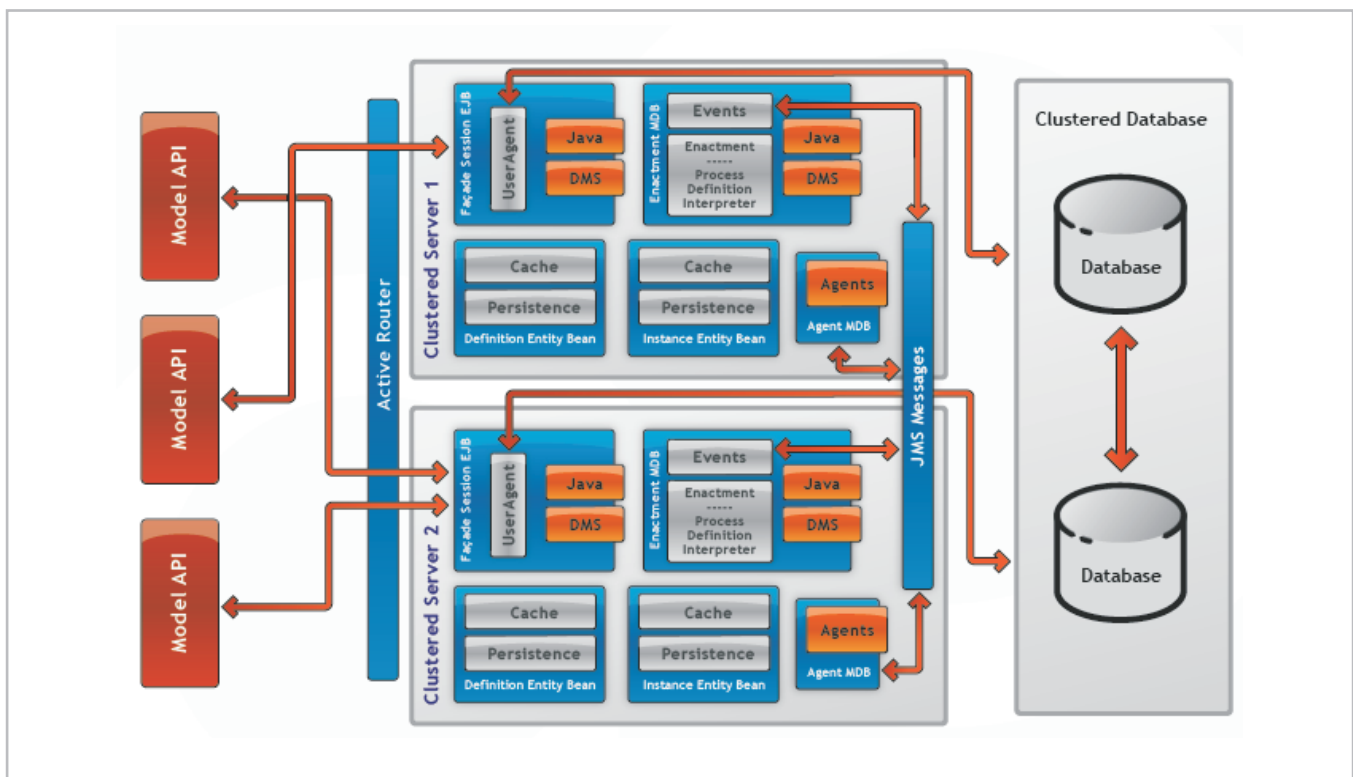 Model API
Model API
Model API
Active Router
Clustered Server 1
Façade Session EJB
UserAgent
Java
DMS
Enactment MDB
Events
Enactment
-----
Process
Definition
Interpreter
Java
DMS
Cache
Persistence
Definition Entity Bean
Cache
Persistence
Instance Entity Bean
Agents
Agent MDB
Clustered Server 2
Façade Session EJB
UserAgent
Java
DMS
Enactment MDB
Events
Enactment
-----
Process
Definition
Interpreter
Java
DMS
Cache
Persistence
Definition Entity Bean
Cache
Persistence
Instance Entity Bean
Agents
Agent MDB
JMS Messages
Clustered Database
Database
Database